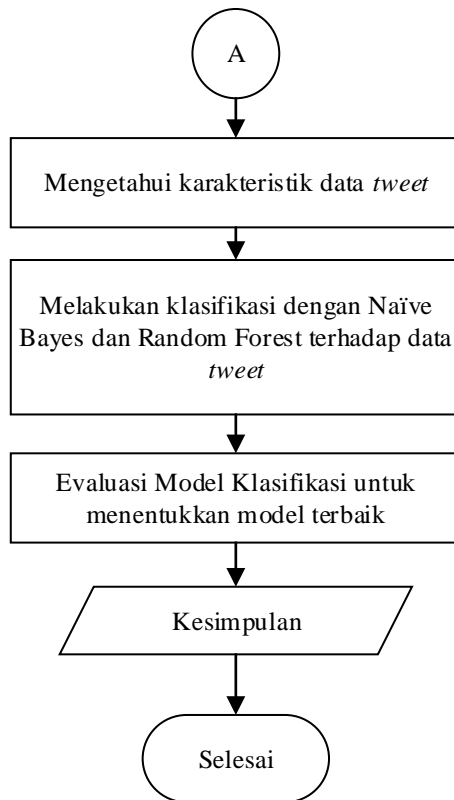 A
Mengetahui karakteristik data tweet
Melakukan klasifikasi dengan Naïve
Bayes dan Random Forest terhadap data
tweet
Evaluasi Model Klasifikasi untuk
menentukkan model terbaik
Kesimpulan
Selesai